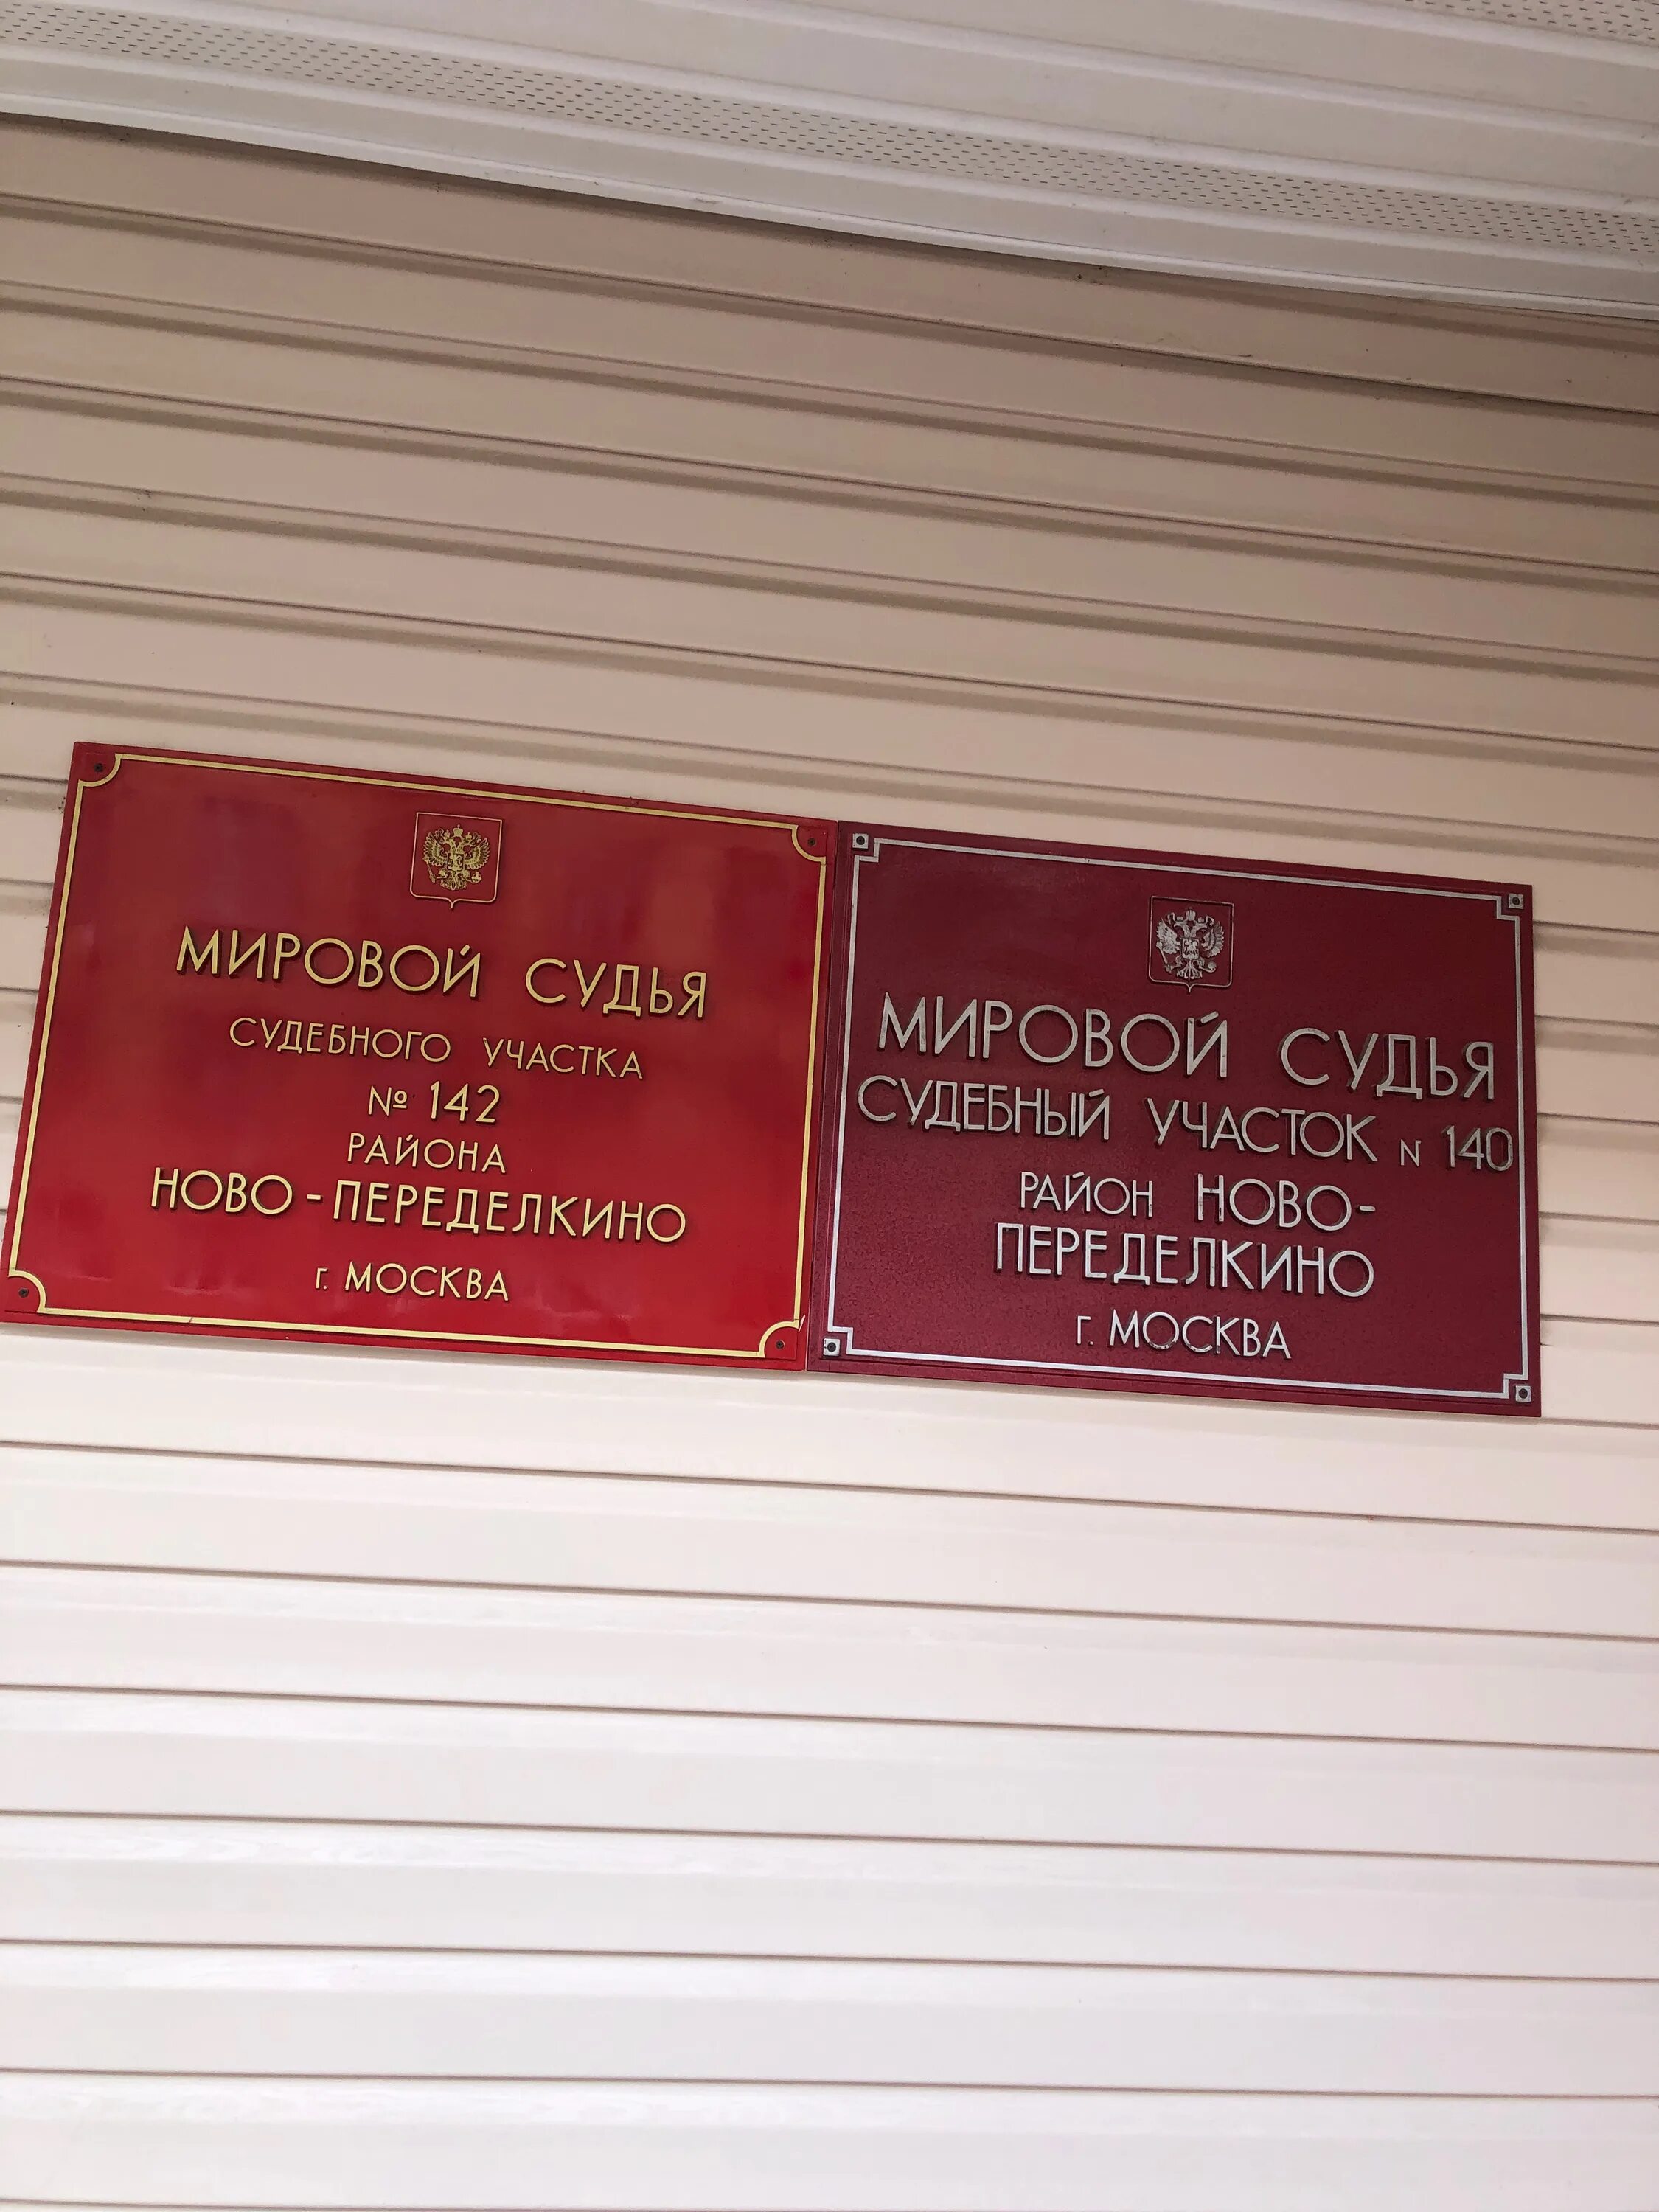 МИРОВОЙ СУДЬЯ
СУДЕБНОГО УЧАСТКА
№ 142
РАЙОНА
НОВО - ПЕРЕДЕЛКИНО
г. МОСКВА
МИРОВОЙ СУДЬЯ
СУДЕБНЫЙ УЧАСТОК N 140
РАЙОН НОВО-
ПЕРЕДЕЛКИНО
г. МОСКВА